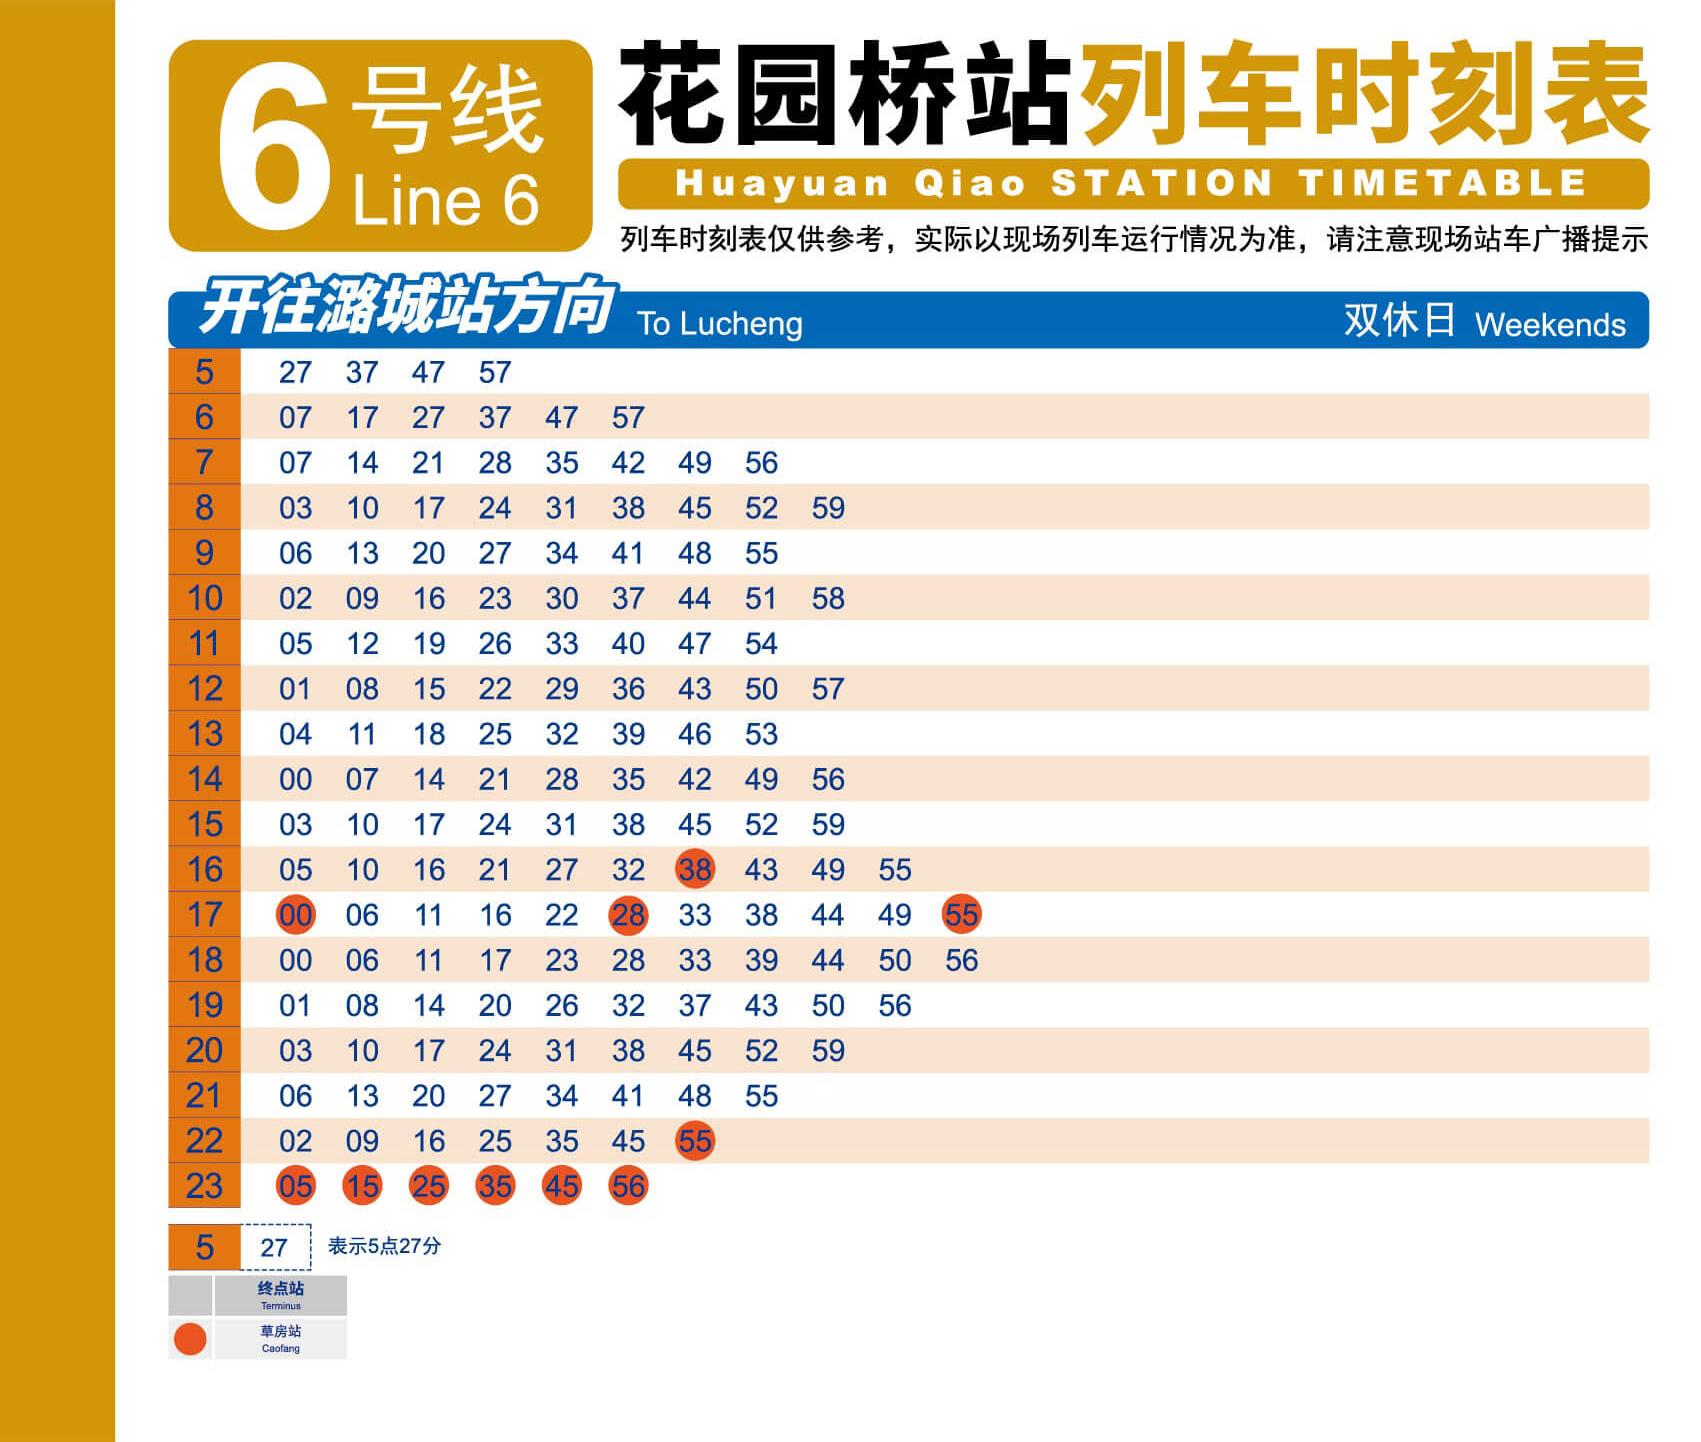 6号线
Line 6
花园桥站列车时刻表
Huayuan Qiao STATION TIMETABLE
列车时刻表仅供参考，实际以现场列车运行情况为准，请注意现场站车广播提示
开往潞城站方向 To Lucheng 双休日 Weekends
5 27 37 47 57
6 07 17 27 37 47 57
7 07 14 21 28 35 42 49 56
8 03 10 17 24 31 38 45 52 59
9 06 13 20 27 34 41 48 55
10 02 09 16 23 30 37 44 51 58
11 05 12 19 26 33 40 47 54
12 01 08 15 22 29 36 43 50 57
13 04 11 18 25 32 39 46 53
14 00 07 14 21 28 35 42 49 56
15 03 10 17 24 31 38 45 52 59
16 05 10 16 21 27 32 38 43 49 55
17 00 06 11 16 22 28 33 38 44 49 55
18 00 06 11 17 23 28 33 39 44 50 56
19 01 08 14 20 26 32 37 43 50 56
20 03 10 17 24 31 38 45 52 59
21 06 13 20 27 34 41 48 55
22 02 09 16 25 35 45 55
23 05 15 25 35 45 56
5 27 表示5点27分
终点站
Terminus
草房站
Caofang